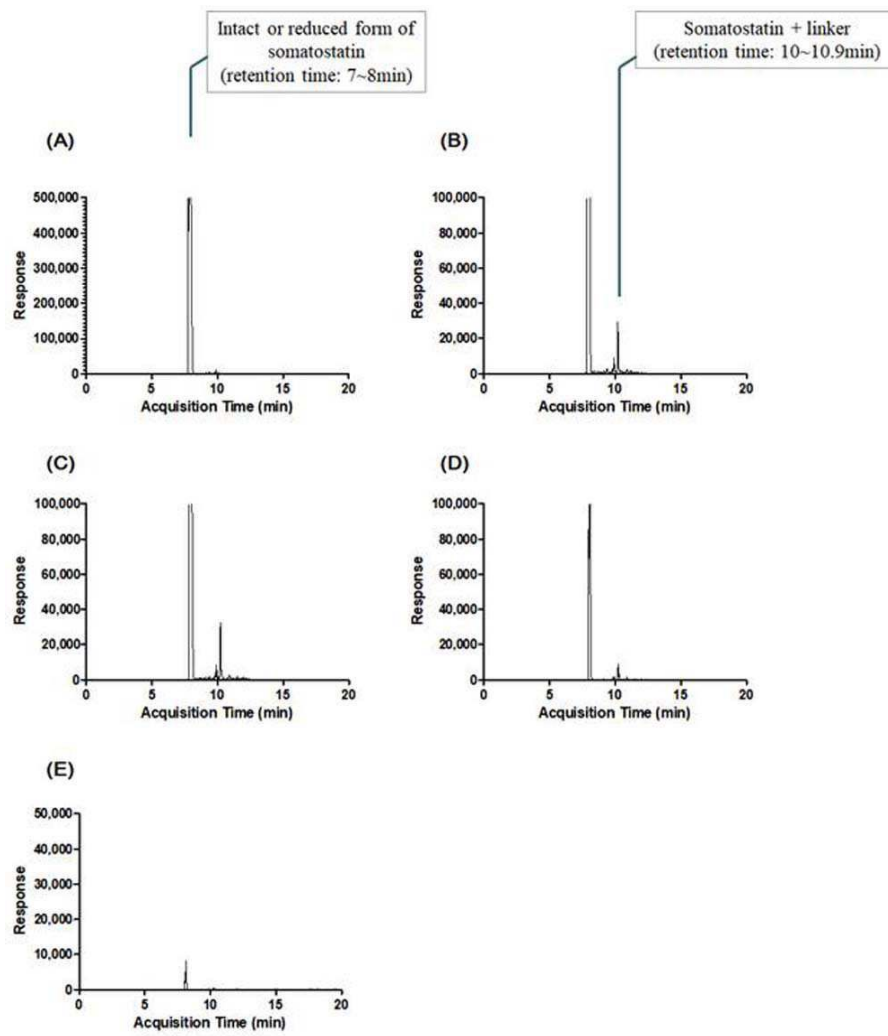 Intact or reduced form of
somatostatin
(retention time: 7~8min)
Somatostatin + linker
(retention time: 10~10.9min)
(A)
500,000
400,000
300,000
200,000
100,000
0
Response
0 5 10 15 20
Acquisition Time (min)
(B)
100,000
80,000
60,000
40,000
20,000
0
Response
0 5 10 15 20
Acquisition Time (min)
(C)
100,000
80,000
60,000
40,000
20,000
0
Response
0 5 10 15 20
Acquisition Time (min)
(D)
100,000
80,000
60,000
40,000
20,000
0
Response
0 5 10 15 20
Acquisition Time (min)
(E)
50,000
40,000
30,000
20,000
10,000
0
Response
0 5 10 15 20
Acquisition Time (min)